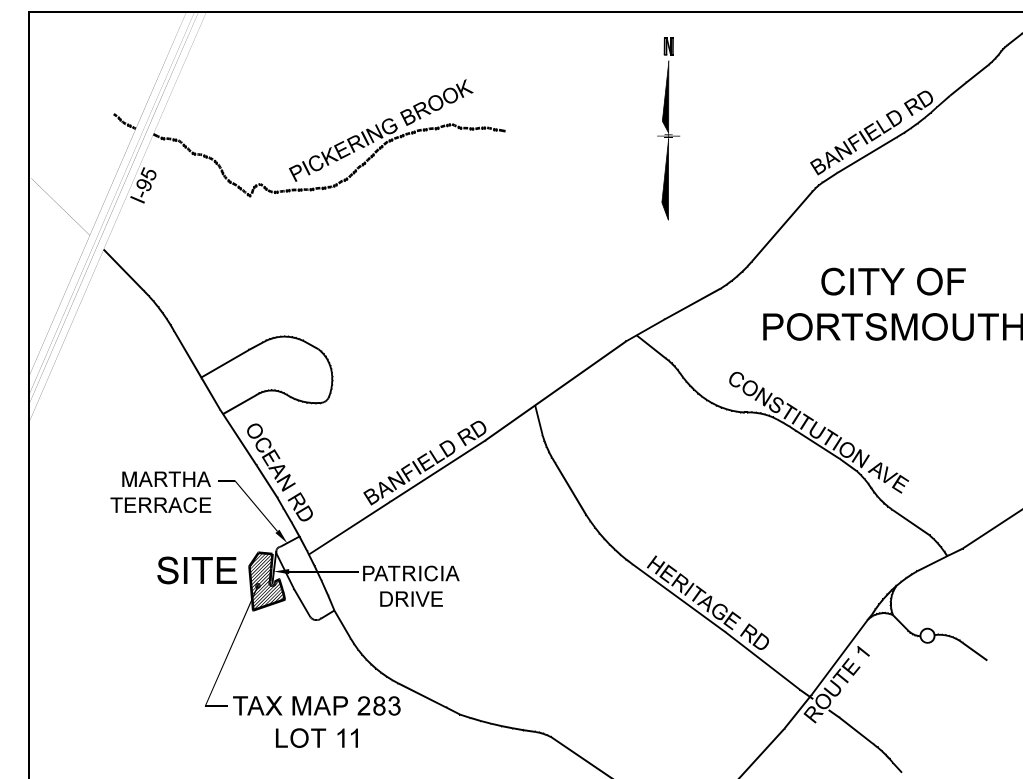 N
PICKERING BROOK
BANFIELD RD
I-95
CITY OF
PORTSMOUTH
CONSTITUTION AVE
OCEAN RD
BANFIELD RD
MARTHA
TERRACE
SITE
PATRICIA
DRIVE
HERITAGE RD
ROUTE 1
TAX MAP 283
LOT 11